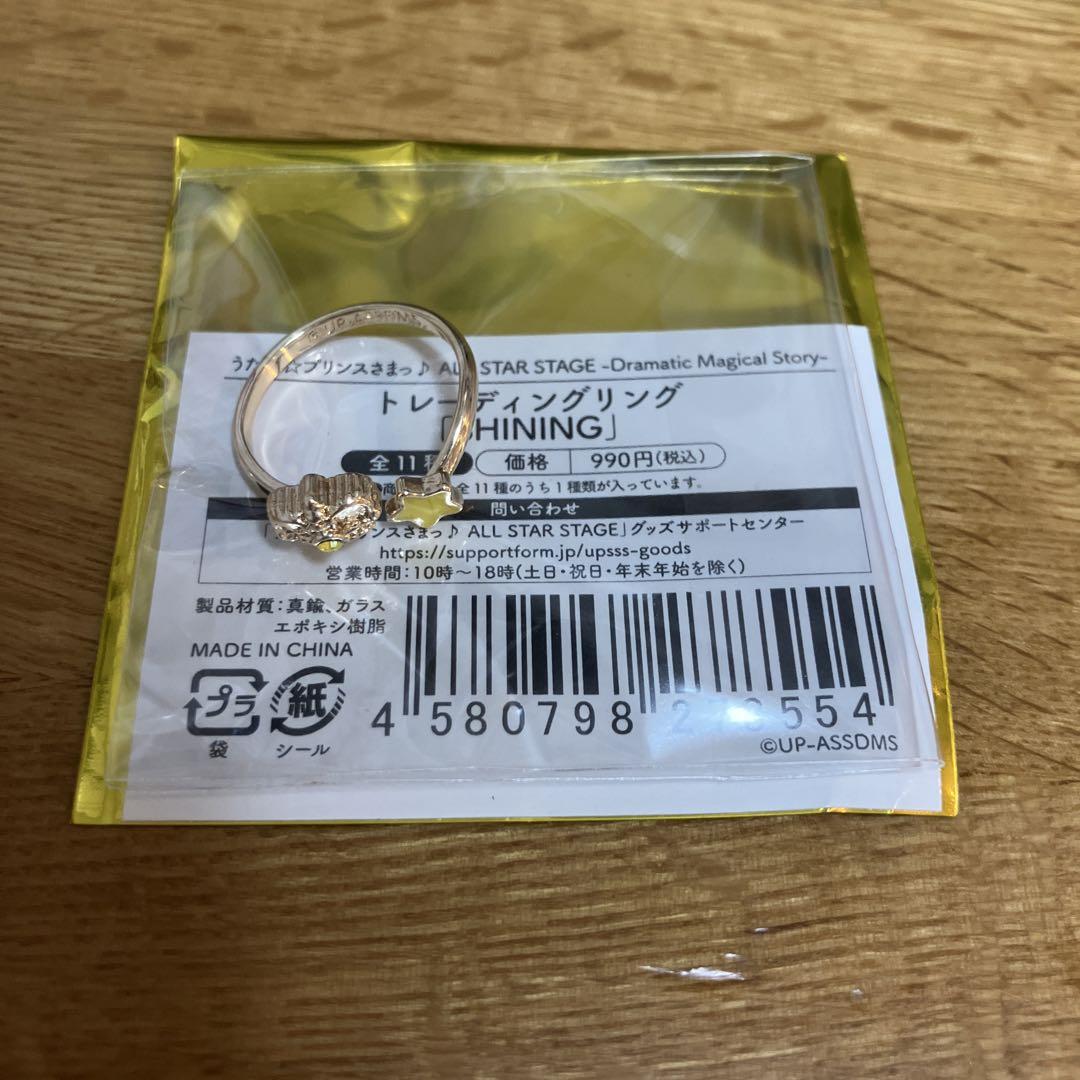 ©UP-ASSDMS
うた ☆プリンスさまっ♪ AL STAR STAGE -Dramatic Magical Story-
トレーディングリング
「 HINING」
全11種 価格 990円(税込)
商 全11種のうち1種類が入っています。
問い合わせ
「 リンスさまっ♪ ALL STAR STAGE」グッズサポートセンター
https://supportform.jp/upsss-goods
営業時間:10時〜18時(土日・祝日・年末年始を除く)
製品材質:真鍮、ガラス
エポキシ樹脂
MADE IN CHINA
プラ
袋
紙
シール
4 580798 2 6554
©UP-ASSDMS